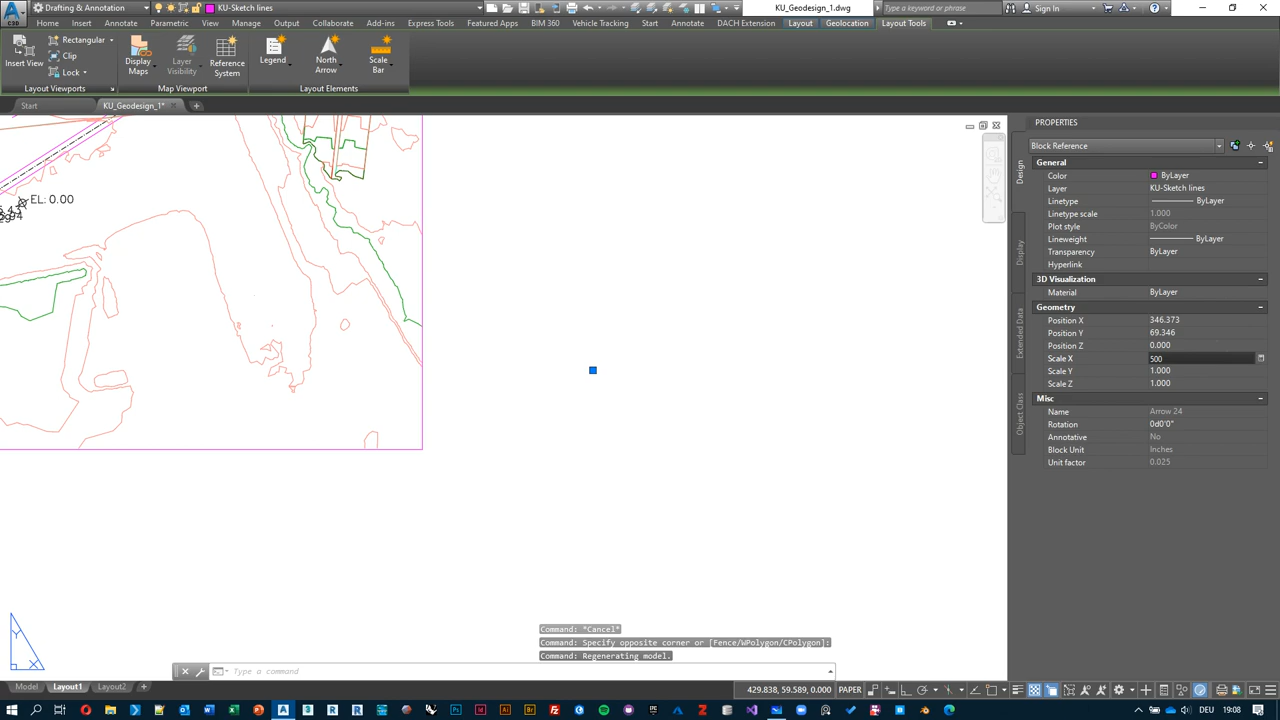 Drafting & Annotation
KU-Sketch lines
KU_Geodesign_1.dwg
Type a keyword or phrase
Sign In
CAD
Home Insert Annotate Parametric View Manage Output Collaborate Add-ins Express Tools Featured Apps BIM 360 Vehicle Tracking Start Annotate DACH Extension Layout Geolocation Layout Tools
Insert View
Rectangular
Clip
Lock
Display Maps
Layer Visibility
Reference System
Legend
North Arrow
Scale Bar
Layout Viewports
Map Viewport
Layout Elements
Start
KU_Geodesign_1*
EL: 0.00
PROPERTIES
Block Reference
General
Color ByLayer
Layer KU-Sketch lines
Linetype ByLayer
Linetype scale 1.000
Plot style ByColor
Lineweight ByLayer
Transparency ByLayer
Hyperlink
3D Visualization
Material ByLayer
Geometry
Position X 346.373
Position Y 69.346
Position Z 0.000
Scale X 500
Scale Y 1.000
Scale Z 1.000
Misc
Name Arrow 24
Rotation 0d0'0"
Annotative No
Block Unit Inches
Unit factor 0.025
Design
Display
Extended Data
Object Class
Y
X
Command: *Cancel*
Command: Specify opposite corner or [Fence/WPolygon/CPolygon]:
Command: Regenerating model.
Type a command
Model Layout1 Layout2
429.838, 59.589, 0.000 PAPER
DEU 19:08